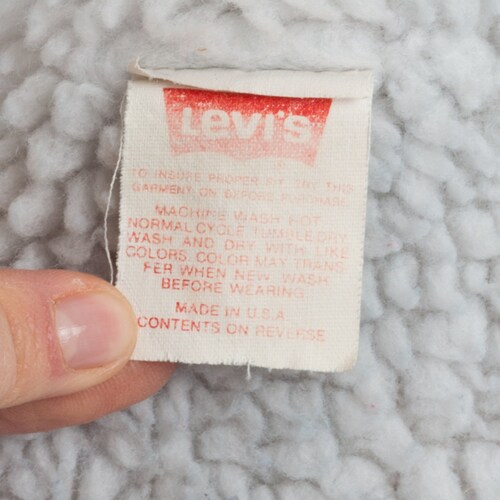 Levi's
TO INSURE PROPER FIT TRY THIS
GARMENT ON BEFORE PURCHASE.
MACHINE WASH HOT
NORMAL CYCLE TUMBLE DRY
WASH AND DRY WITH LIKE
COLORS. COLOR MAY TRANS
FER WHEN NEW. WASH
BEFORE WEARING
MADE IN U.S.A
CONTENTS ON REVERSE